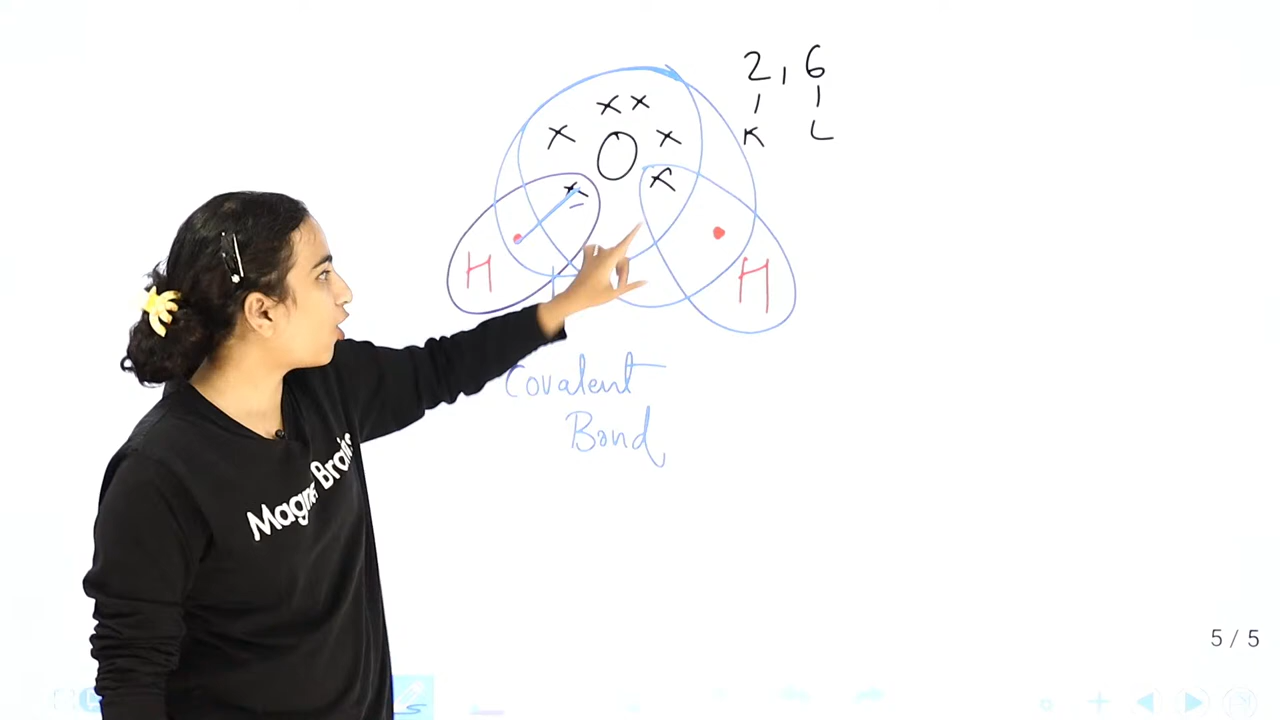 2, 6
K L
x x
x O x
x x
H H
Covalent
Bond
Magnet Brains
5 / 5